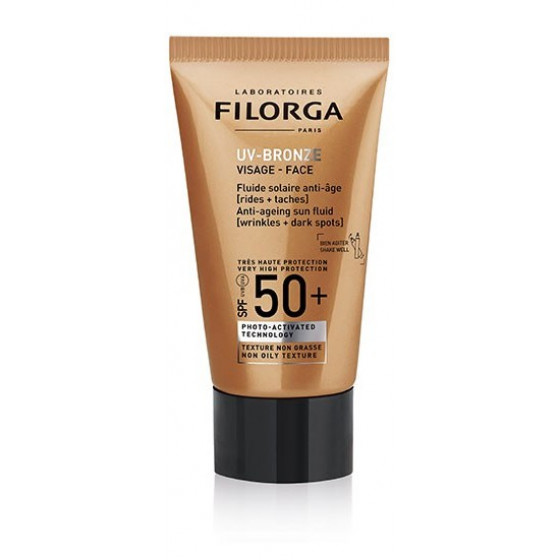 LABORATOIRES
FILORGA
PARIS
UV-BRONZE
VISAGE - FACE
Fluide solaire anti-âge
[rides + taches]
Anti-ageing sun fluid
[wrinkles + dark spots]
BIEN AGITER
SHAKE WELL
TRÈS HAUTE PROTECTION
VERY HIGH PROTECTION
SPF 50+
PHOTO-ACTIVATED
TECHNOLOGY
TEXTURE NON GRASSE
NON OILY TEXTURE